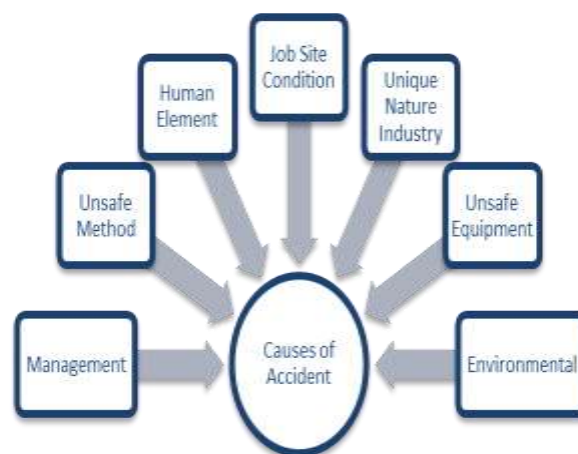 Job Site
Condition
Human
Element
Unique
Nature
Industry
Unsafe
Method
Unsafe
Equipment
Management
Causes of
Accident
Environmental